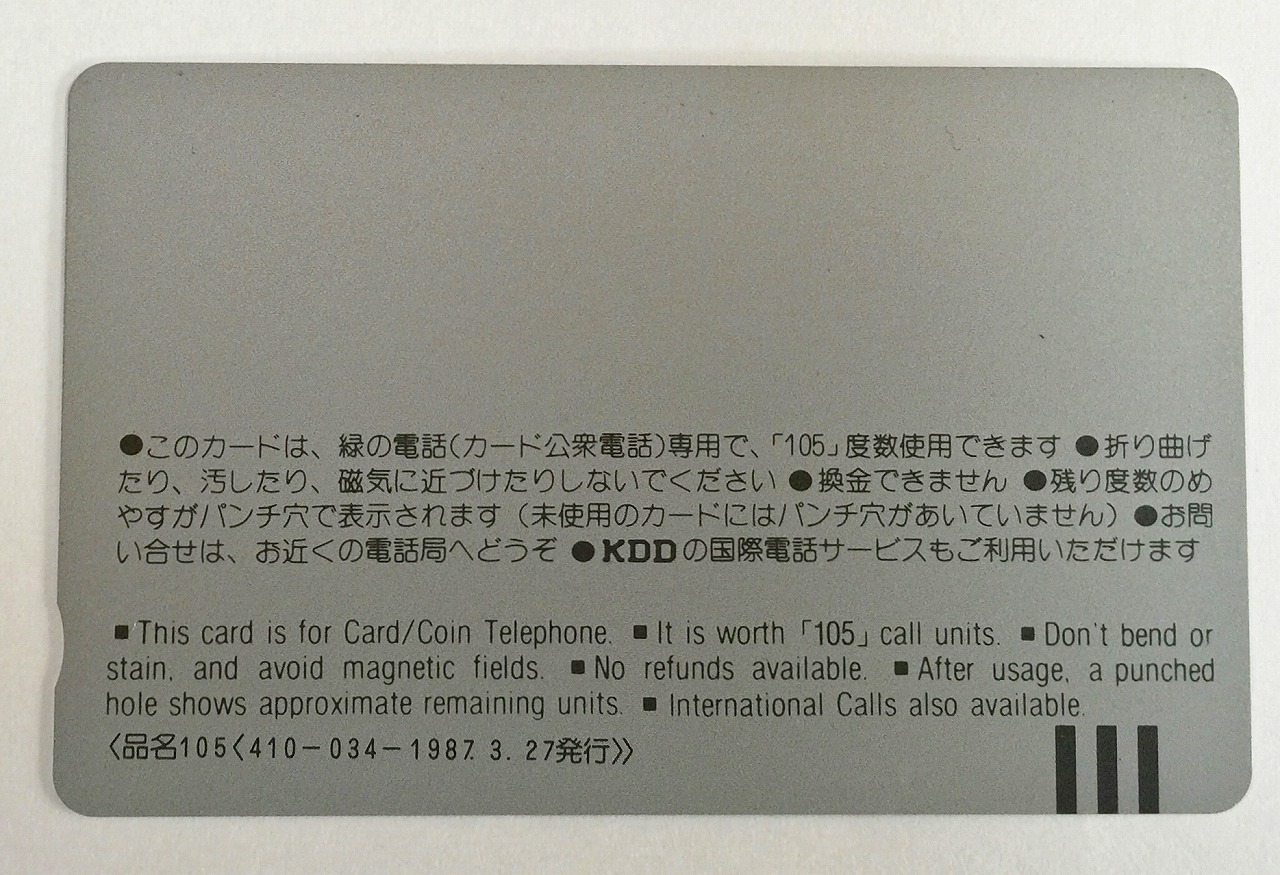 ●このカードは、緑の電話(カード公衆電話)専用で、「105」度数使用できます ●折り曲げ
たり、汚したり、磁気に近づけたりしないでください ●換金できません ●残り度数のめ
やすがパンチ穴で表示されます（未使用のカードにはパンチ穴があいていません）●お問
い合せは、お近くの電話局へどうぞ ●KDDの国際電話サービスもご利用いただけます
■This card is for Card/Coin Telephone. ■It is worth「105」call units. ■Don't bend or
stain, and avoid magnetic fields. ■No refunds available. ■After usage, a punched
hole shows approximate remaining units. ■International Calls also available.
〈品名105〈410－034－1987. 3. 27発行〉〉